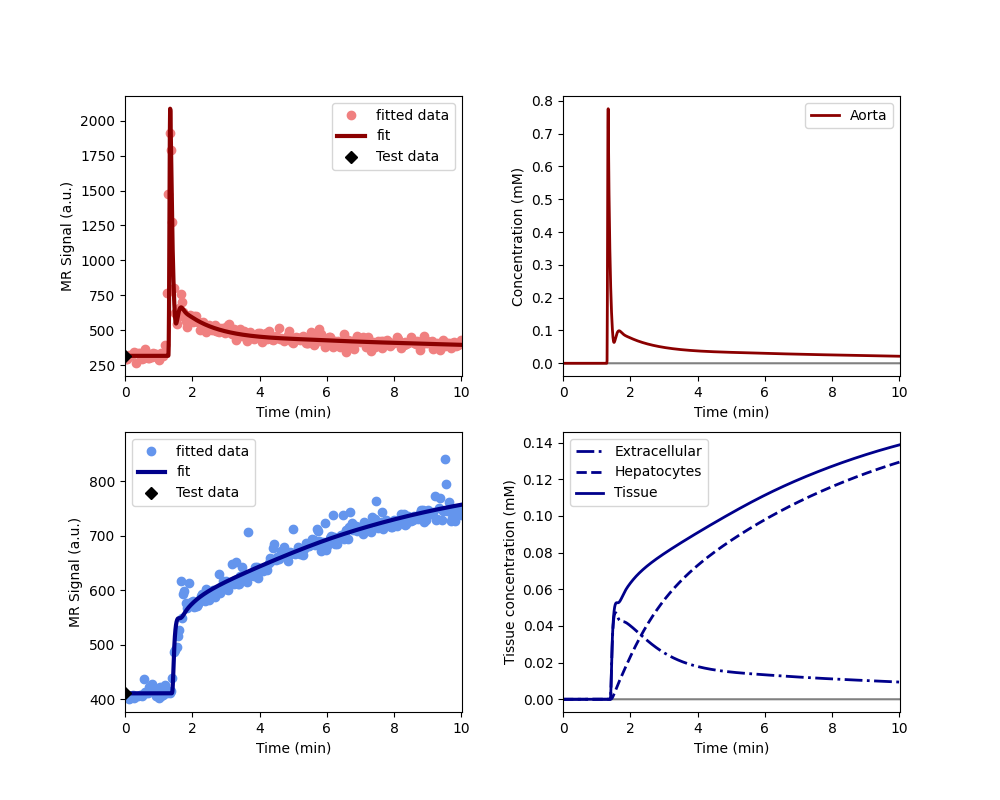 fitted data
fit
Test data
2000
1750
1500
1250
1000
750
500
250
MR Signal (a.u.)
0 2 4 6 8 10
Time (min)
Aorta
0.8
0.7
0.6
0.5
0.4
0.3
0.2
0.1
0.0
Concentration (mM)
0 2 4 6 8 10
Time (min)
fitted data
fit
Test data
800
700
600
500
400
MR Signal (a.u.)
0 2 4 6 8 10
Time (min)
Extracellular
Hepatocytes
Tissue
0.14
0.12
0.10
0.08
0.06
0.04
0.02
0.00
Tissue concentration (mM)
0 2 4 6 8 10
Time (min)